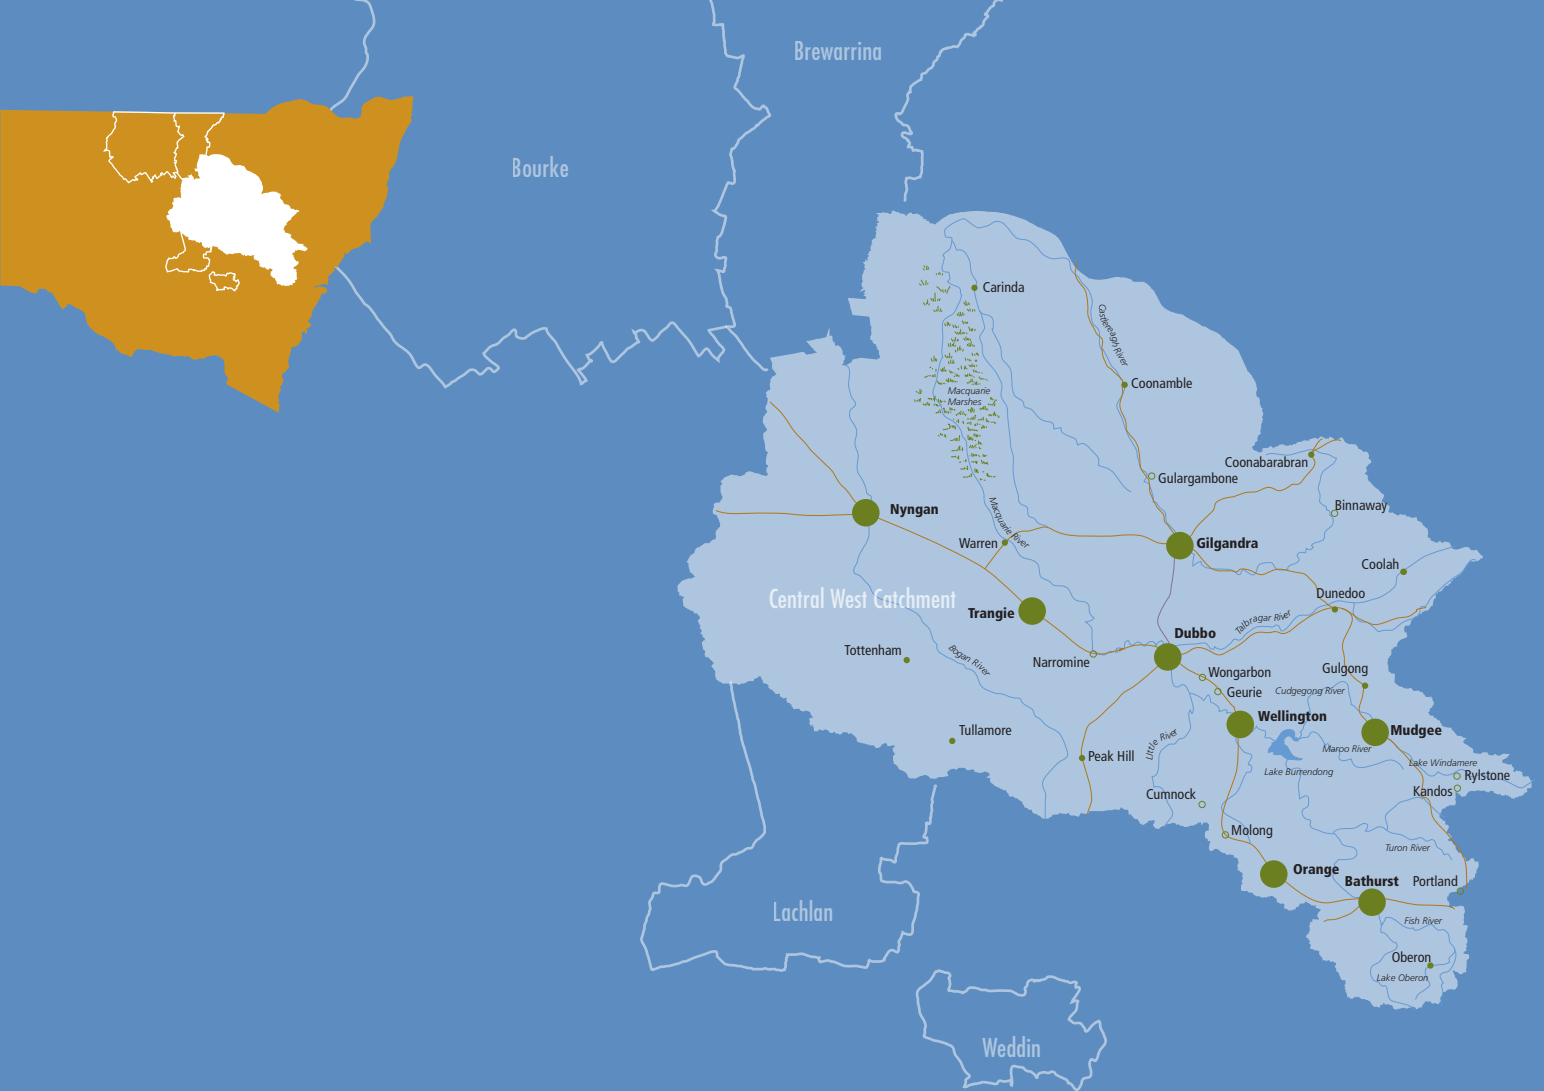 Brewarrina
Bourke
Carinda
Castlereagh River
Coonamble
Macquarie
Marshes
Coonabarabran
Gulargambone
Binnaway
Nyngan
Macquarie River
Warren
Gilgandra
Coolah
Dunedoo
Central West Catchment
Trangie
Talbragar River
Dubbo
Tottenham
Bogan River
Narromine
Wongarbon
Gulgong
Geurie
Cudgegong River
Wellington
Tullamore
Little River
Mudgee
Maroo River
Peak Hill
Lake Windamere
Lake Burrendong
Rylstone
Kandos
Cumnock
Molong
Turon River
Orange
Bathurst
Portland
Lachlan
Fish River
Oberon
Lake Oberon
Weddin